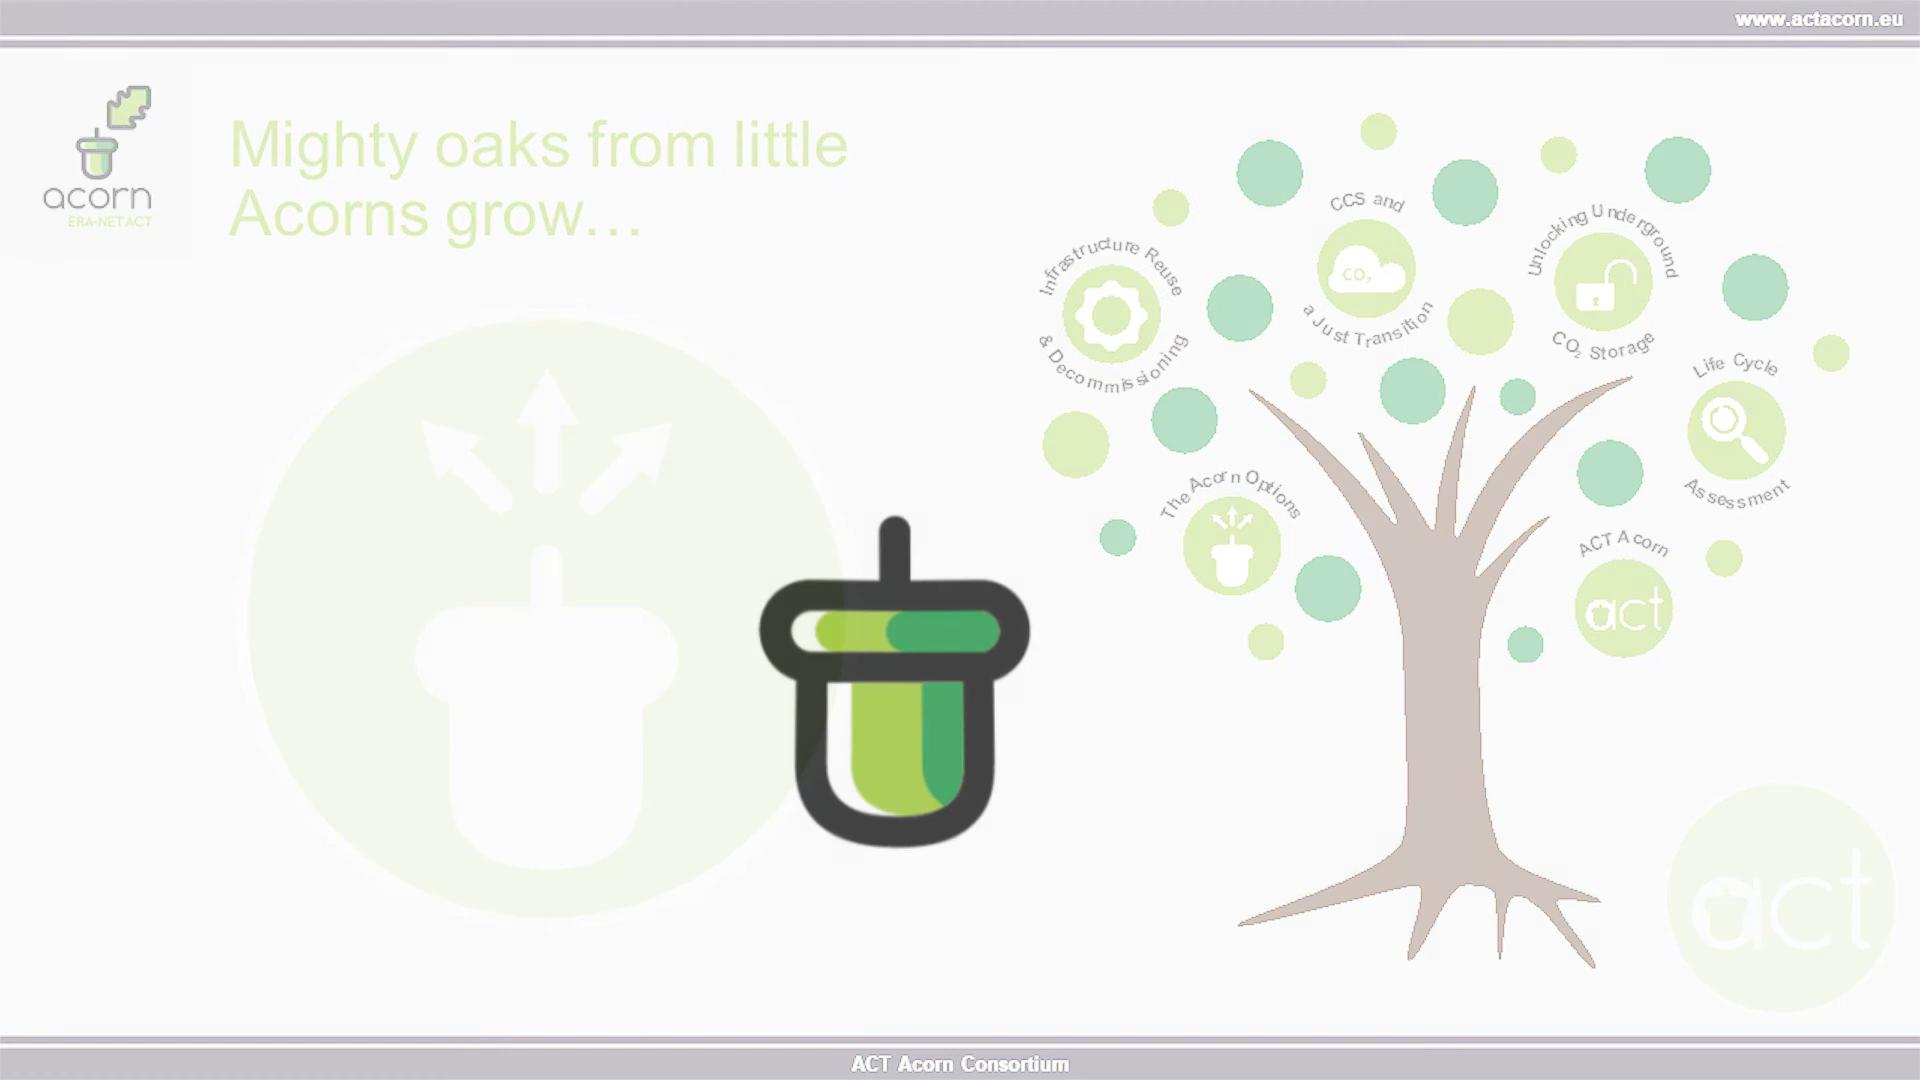 www.actacorn.eu
acorn
ERA-NET ACT
Mighty oaks from little
Acorns grow…
CCS and
a Just Transition
CO₂
Unlocking Underground
CO₂ Storage
Infrastructure Reuse
& Decommissioning
Life Cycle
Assessment
The Acorn Options
ACT Acorn
act
act
ACT Acorn Consortium